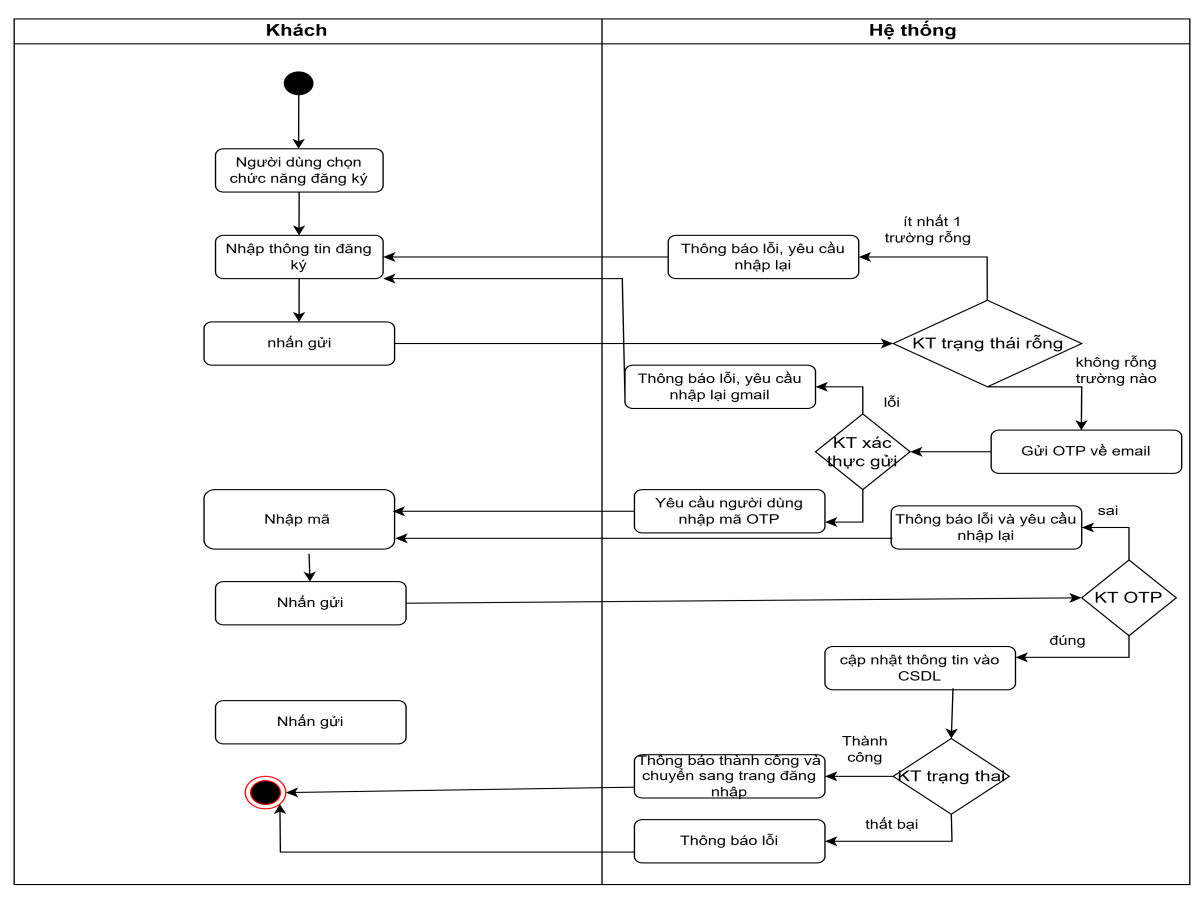 Khách
Hệ thống
Người dùng chọn
chức năng đăng ký
Nhập thông tin đăng
ký
Thông báo lỗi, yêu cầu
nhập lại
ít nhất 1
trường rỗng
nhấn gửi
KT trạng thái rỗng
không rỗng
trường nào
Thông báo lỗi, yêu cầu
nhập lại gmail
lỗi
KT xác
thực gửi
Gửi OTP về email
Nhập mã
Yêu cầu người dùng
nhập mã OTP
Thông báo lỗi và yêu cầu
nhập lại
sai
Nhấn gửi
KT OTP
đúng
cập nhật thông tin vào
CSDL
Nhấn gửi
Thành
công
Thông báo thành công và
chuyển sang trang đăng
nhập
KT trạng thai
thất bại
Thông báo lỗi